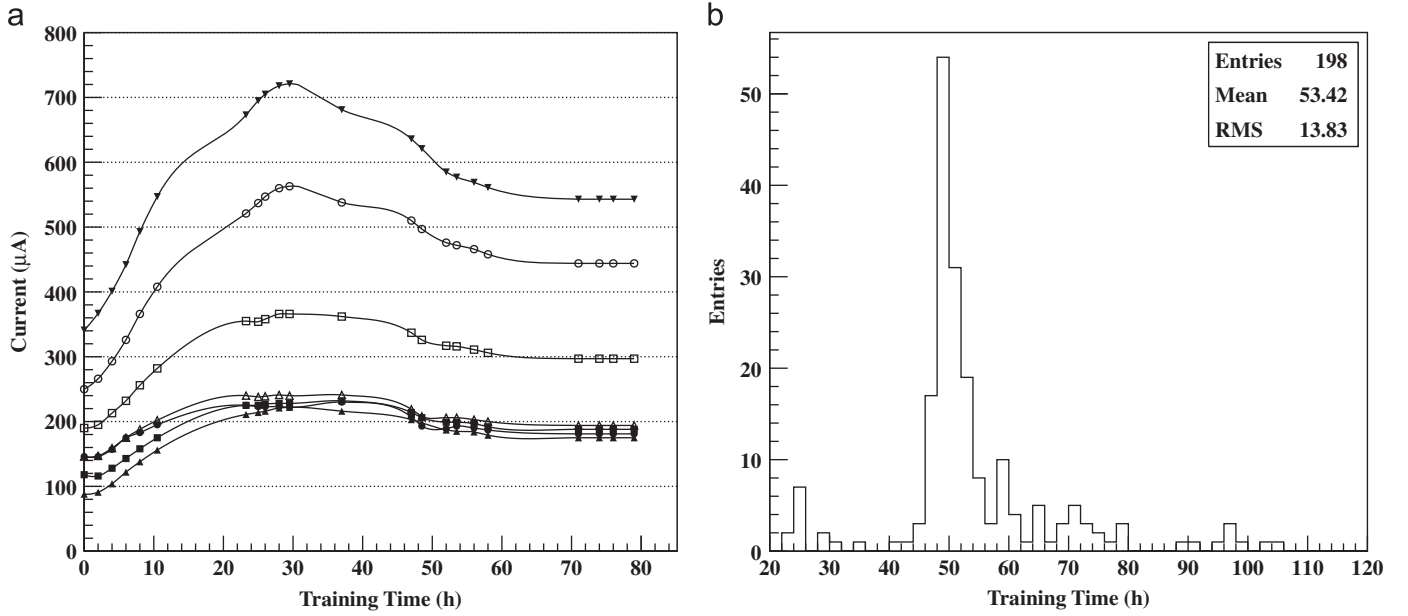 a
800
700
600
500
400
300
200
100
0
Current (μA)
0 10 20 30 40 50 60 70 80
Training Time (h)
b
Entries 198
Mean 53.42
RMS 13.83
50
40
30
20
10
0
Entries
20 30 40 50 60 70 80 90 100 110 120
Training Time (h)